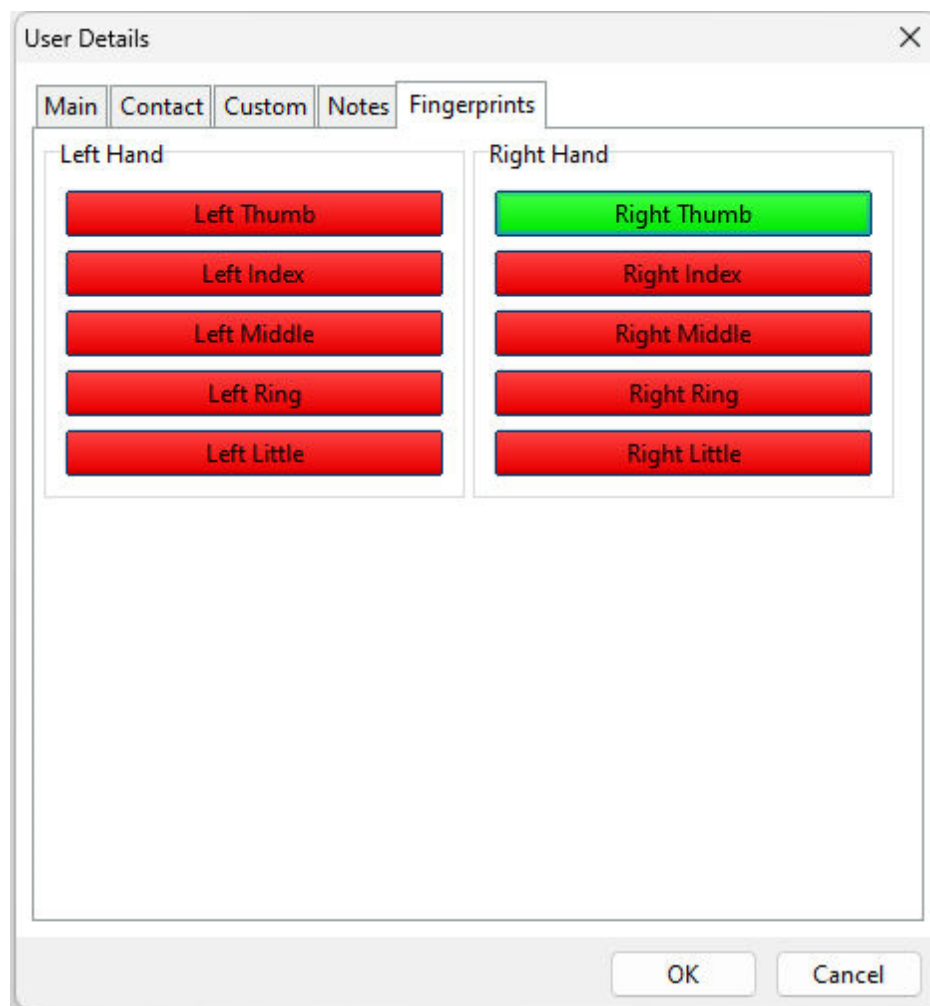 User Details
Main Contact Custom Notes Fingerprints
Left Hand
Left Thumb
Left Index
Left Middle
Left Ring
Left Little
Right Hand
Right Thumb
Right Index
Right Middle
Right Ring
Right Little
OK Cancel